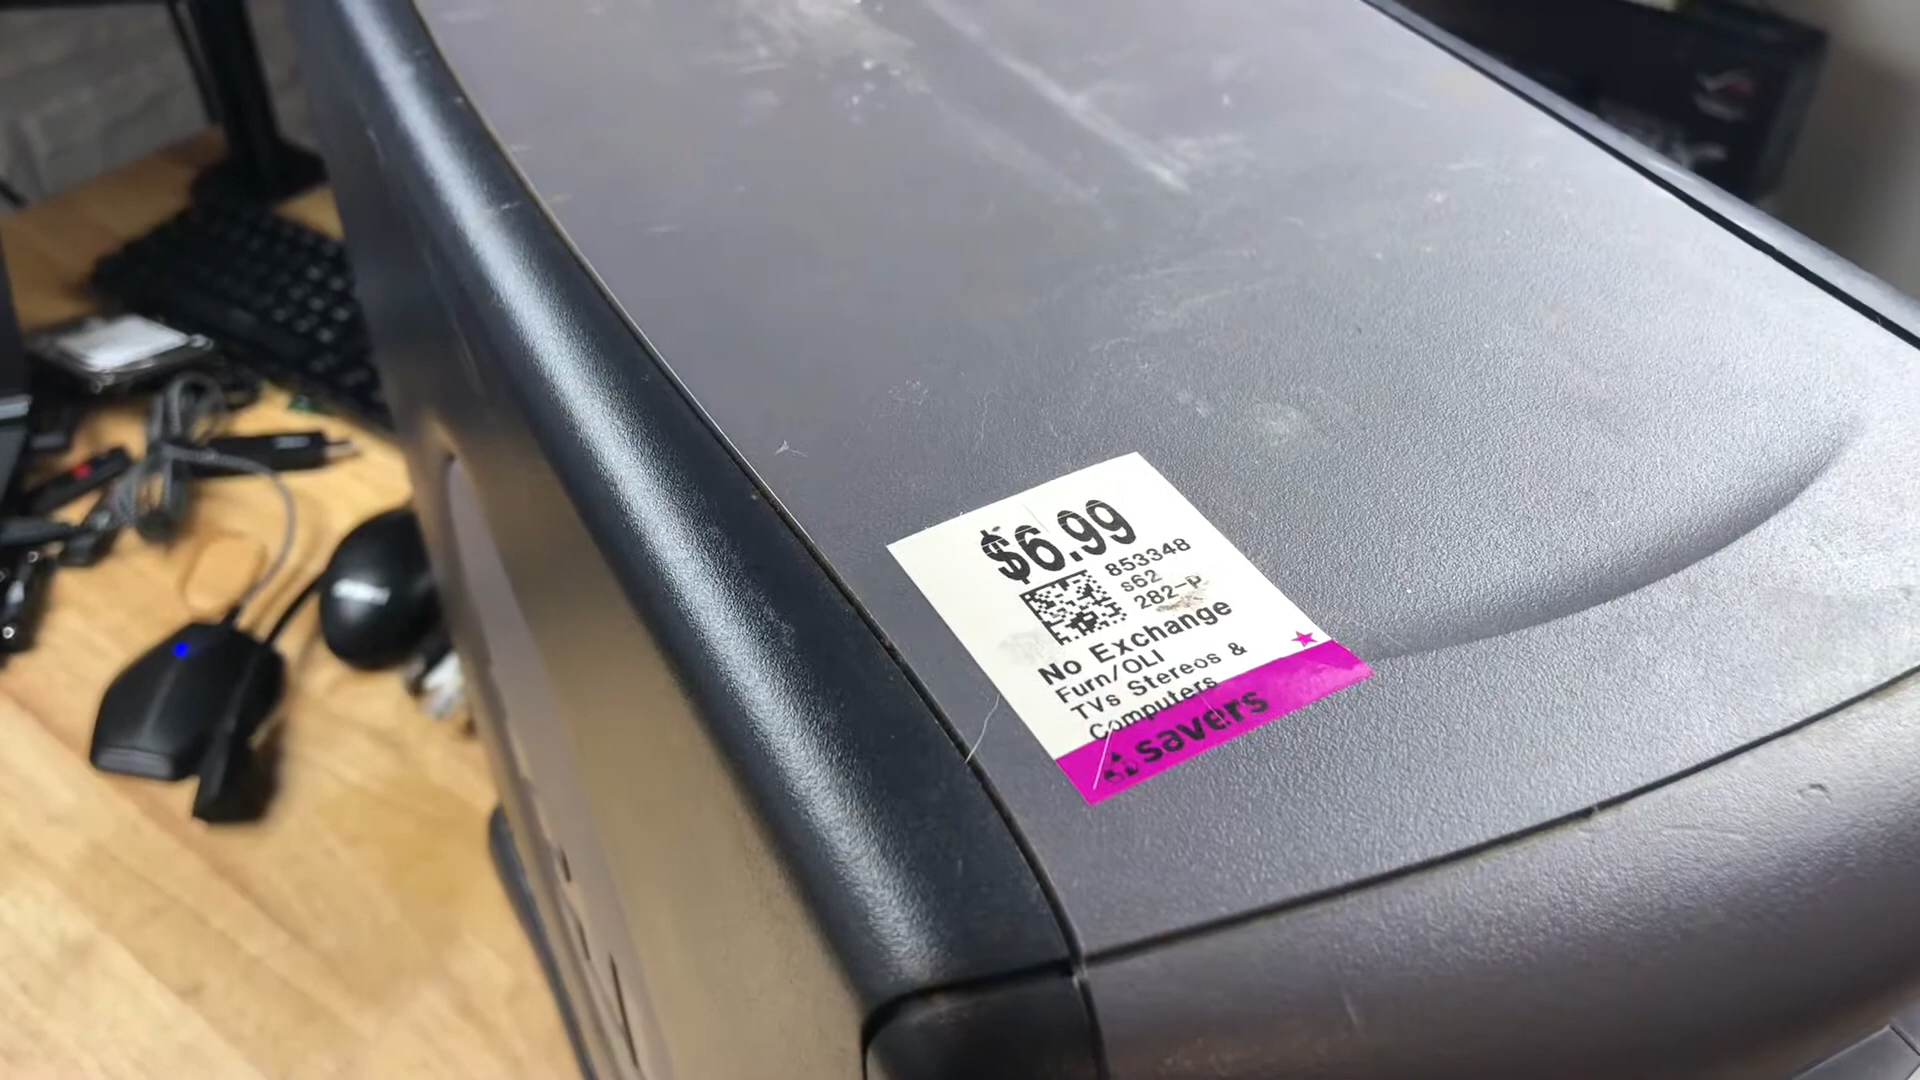 $6.99
853348
s62
282-P
No Exchange
Furn/OLI
TVs Stereos &
Computers
savers